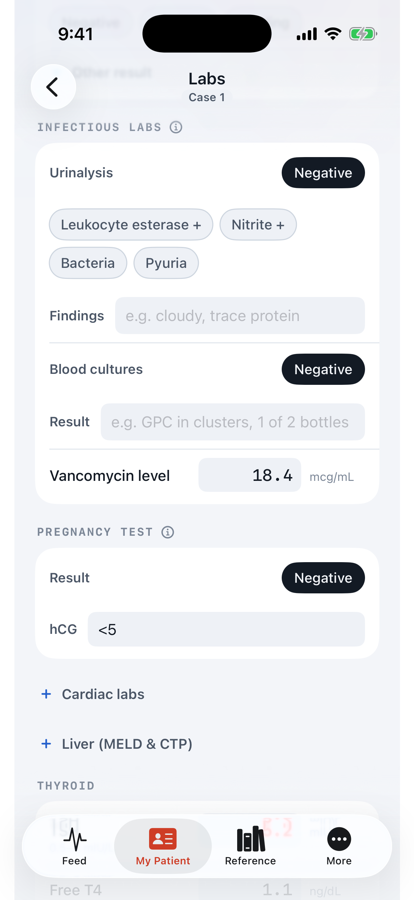 9:41
Other result
Labs
Case 1
INFECTIOUS LABS
Urinalysis Negative
Leukocyte esterase + Nitrite +
Bacteria Pyuria
Findings e.g. cloudy, trace protein
Blood cultures Negative
Result e.g. GPC in clusters, 1 of 2 bottles
Vancomycin level 18.4 mcg/mL
PREGNANCY TEST
Result Negative
hCG <5
+ Cardiac labs
+ Liver (MELD & CTP)
THYROID
Feed My Patient Reference More
Free T4 1.1 ng/dL